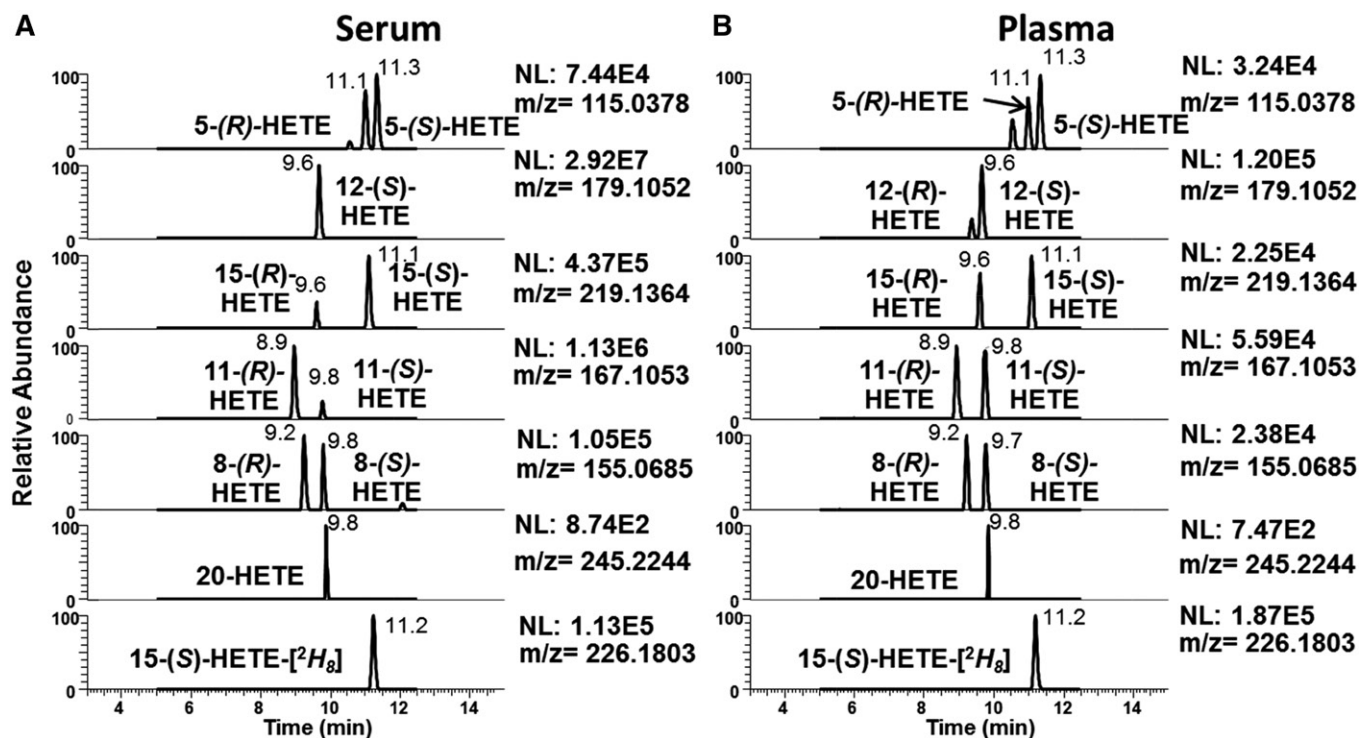 A
Serum
100
0
11.1
11.3
5-(R)-HETE
5-(S)-HETE
NL: 7.44E4
m/z= 115.0378
100
0
9.6
12-(S)-
HETE
NL: 2.92E7
m/z= 179.1052
100
0
15-(R)-
HETE
9.6
11.1
15-(S)-
HETE
NL: 4.37E5
m/z= 219.1364
100
0
8.9
11-(R)-
HETE
9.8
11-(S)-
HETE
NL: 1.13E6
m/z= 167.1053
100
0
9.2
8-(R)-
HETE
9.8
8-(S)-
HETE
NL: 1.05E5
m/z= 155.0685
100
0
9.8
20-HETE
NL: 8.74E2
m/z= 245.2244
100
0
11.2
15-(S)-HETE-[²H₈]
NL: 1.13E5
m/z= 226.1803
4 6 8 10 12 14
Time (min)
Relative Abundance
B
Plasma
100
0
11.1
11.3
5-(R)-HETE
5-(S)-HETE
NL: 3.24E4
m/z= 115.0378
100
0
9.6
12-(R)-
HETE
12-(S)-
HETE
NL: 1.20E5
m/z= 179.1052
100
0
9.6
15-(R)-
HETE
11.1
15-(S)-
HETE
NL: 2.25E4
m/z= 219.1364
100
0
8.9
11-(R)-
HETE
9.8
11-(S)-
HETE
NL: 5.59E4
m/z= 167.1053
100
0
9.2
8-(R)-
HETE
9.7
8-(S)-
HETE
NL: 2.38E4
m/z= 155.0685
100
0
9.8
20-HETE
NL: 7.47E2
m/z= 245.2244
100
0
11.2
15-(S)-HETE-[²H₈]
NL: 1.87E5
m/z= 226.1803
4 6 8 10 12 14
Time (min)